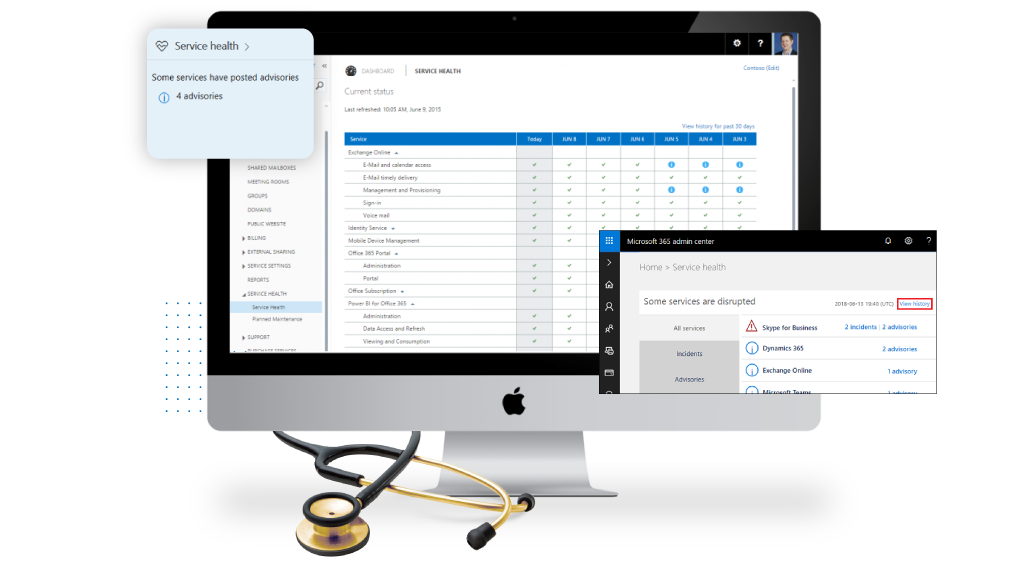 Service health >
Some services have posted advisories
4 advisories
?
DASHBOARD | SERVICE HEALTH
Contoso (Edit)
Current status
Last refreshed: 10:05 AM, June 9, 2015
View history for past 30 days
Service Today JUN 8 JUN 7 JUN 6 JUN 5 JUN 4 JUN 3
Exchange Online
E-Mail and calendar access
E-Mail timely delivery
Management and Provisioning
Sign-in
Voice mail
Identity Service
Mobile Device Management
Office 365 Portal
Administration
Portal
Office Subscription
Power BI for Office 365
Administration
Data Access and Refresh
Viewing and Consumption
SHARED MAILBOXES
MEETING ROOMS
GROUPS
DOMAINS
PUBLIC WEBSITE
BILLING
EXTERNAL SHARING
SERVICE SETTINGS
REPORTS
SERVICE HEALTH
Service Health
Planned Maintenance
SUPPORT
PURCHASE SERVICES
Microsoft 365 admin center ?
Home > Service health
Some services are disrupted 2018-06-15 19:40 (UTC) View history
All services
Incidents
Advisories
Skype for Business 2 incidents | 2 advisories
Dynamics 365 2 advisories
Exchange Online 1 advisory
Microsoft Teams 1 advisory